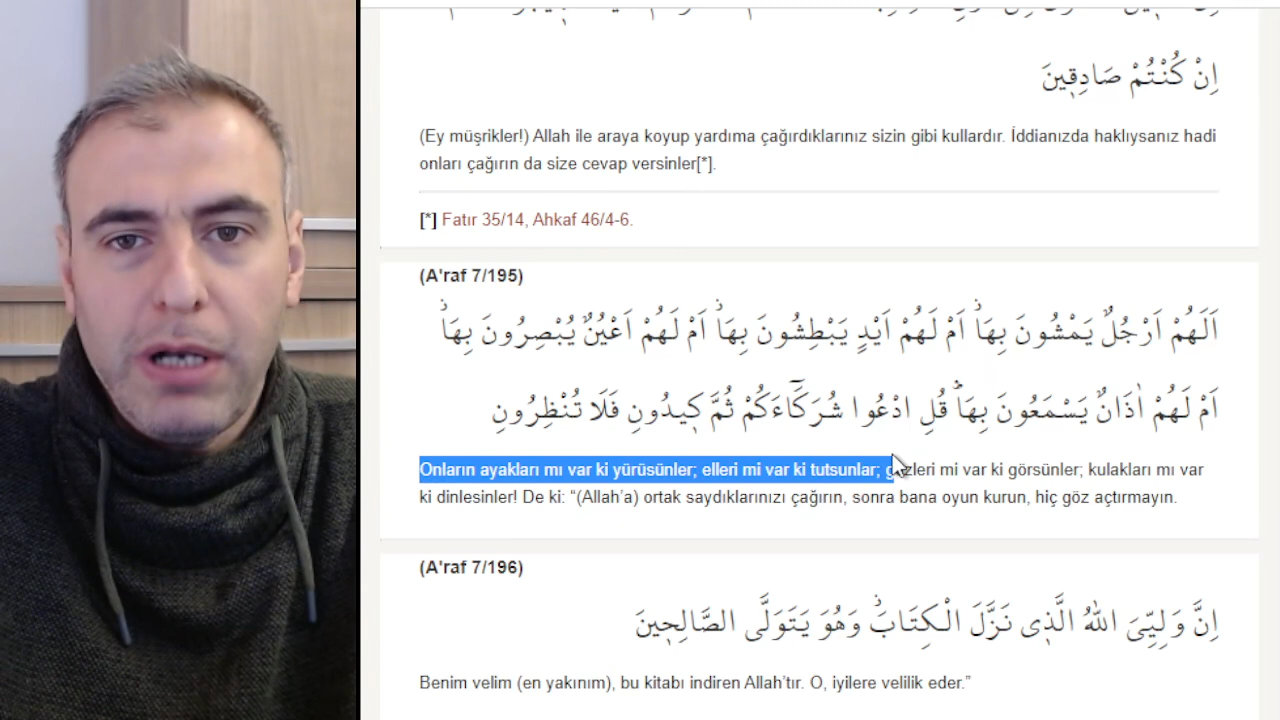 اِنْ كُنْتُمْ صَادِق۪ينَ
(Ey müşrikler!) Allah ile araya koyup yardıma çağırdıklarınız sizin gibi kullardır. İddianızda haklıysanız hadi
onları çağırın da size cevap versinler[*].
[*] Fatır 35/14, Ahkaf 46/4-6.
(A'raf 7/195)
اَلَهُمْ اَرْجُلٌ يَمْشُونَ بِهَاۘ اَمْ لَهُمْ اَيْدٍ يَبْطِشُونَ بِهَاۘ اَمْ لَهُمْ اَعْيُنٌ يُبْصِرُونَ بِهَاۘ
اَمْ لَهُمْ اٰذَانٌ يَسْمَعُونَ بِهَاۜ قُلِ ادْعُوا شُرَكَٓاءَكُمْ ثُمَّ ك۪يدُونِ فَلَا تُنْظِرُونِ
Onların ayakları mı var ki yürüsünler; elleri mi var ki tutsunlar; gözleri mi var ki görsünler; kulakları mı var
ki dinlesinler! De ki: “(Allah’a) ortak saydıklarınızı çağırın, sonra bana oyun kurun, hiç göz açtırmayın.
(A'raf 7/196)
اِنَّ وَلِيِّيَ اللّٰهُ الَّذ۪ي نَزَّلَ الْكِتَابَۘ وَهُوَ يَتَوَلَّى الصَّالِح۪ينَ
Benim velim (en yakınım), bu kitabı indiren Allah’tır. O, iyilere velilik eder.”